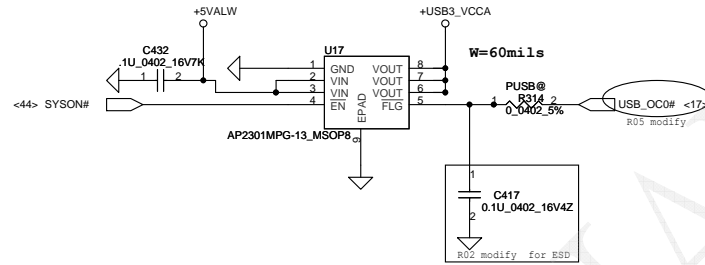 +5VALW
+USB3_VCCA
C432
.1U_0402_16V7K
1 2
U17
W=60mils
1 GND VOUT 8
2 VIN VOUT 7
3 VIN VOUT 6
4 EN FLG 5
EPAD
9
<44> SYSON#
AP2301MPG-13_MSOP8
PUSB@
1 R314 2
0_0402_5%
USB_OC0# <17>
R05 modify
1
C417
0.1U_0402_16V4Z
2
R02 modify for ESD